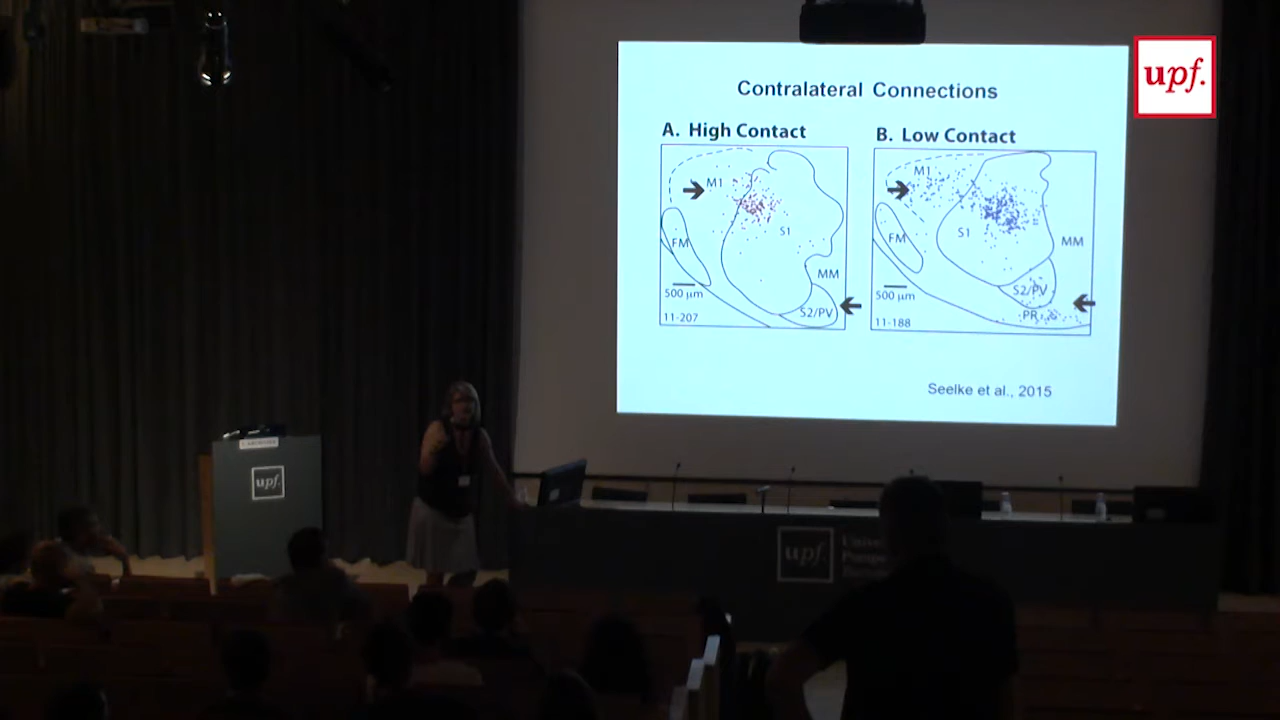 upf.
Contralateral Connections
A. High Contact
B. Low Contact
M1
S1
FM
MM
500 μm
S2/PV
11-207
M1
S1
FM
MM
500 μm
S2/PV
PR
11-188
Seelke et al., 2015
upf.
upf.